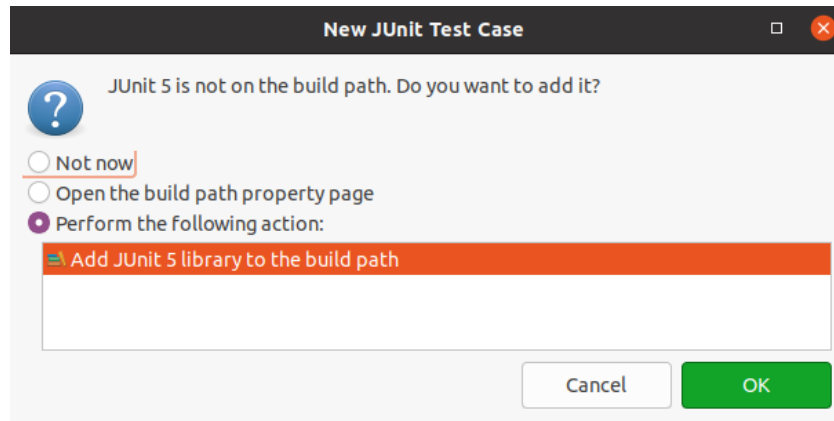 New JUnit Test Case
JUnit 5 is not on the build path. Do you want to add it?
Not now
Open the build path property page
Perform the following action:
Add JUnit 5 library to the build path
Cancel
OK